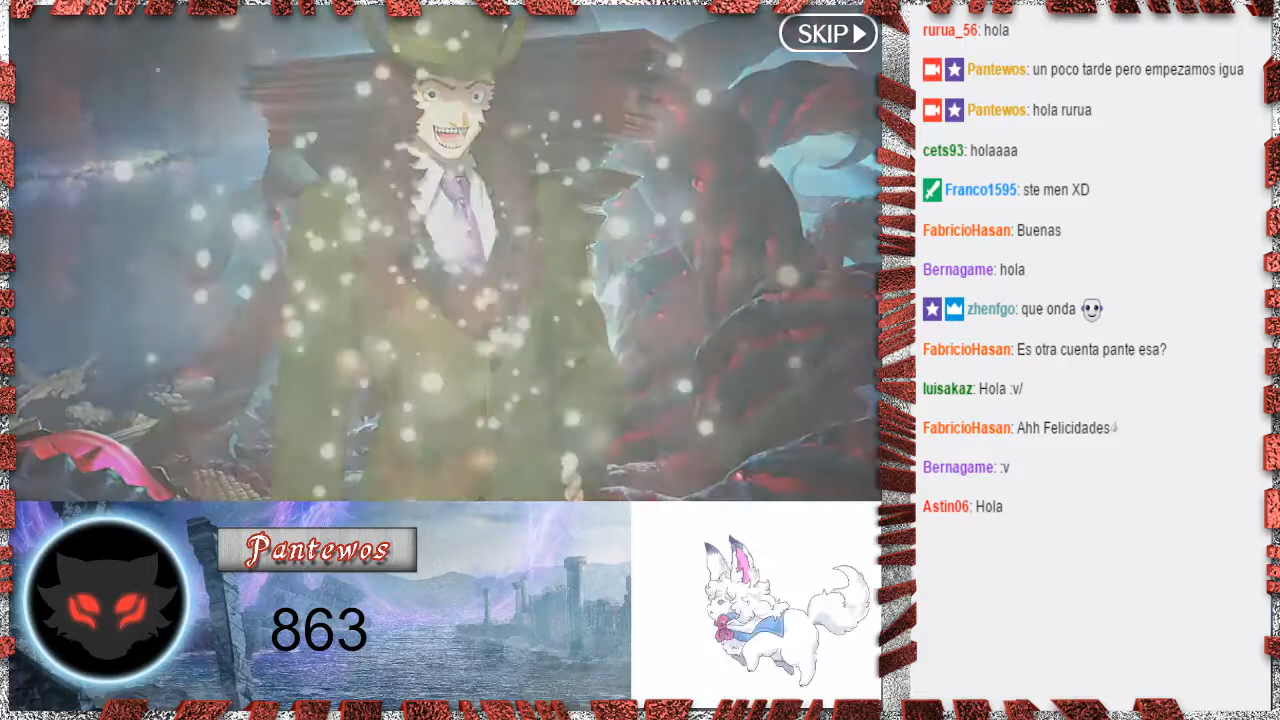 SKIP
Pantewos
863
rurua_56: hola
Pantewos: un poco tarde pero empezamos igua
Pantewos: hola rurua
cets93: holaaaa
Franco1595: ste men XD
FabricioHasan: Buenas
Bernagame: hola
zhenfgo: que onda
FabricioHasan: Es otra cuenta pante esa?
luisakaz: Hola :v/
FabricioHasan: Ahh Felicidades
Bernagame: :v
Astin06: Hola